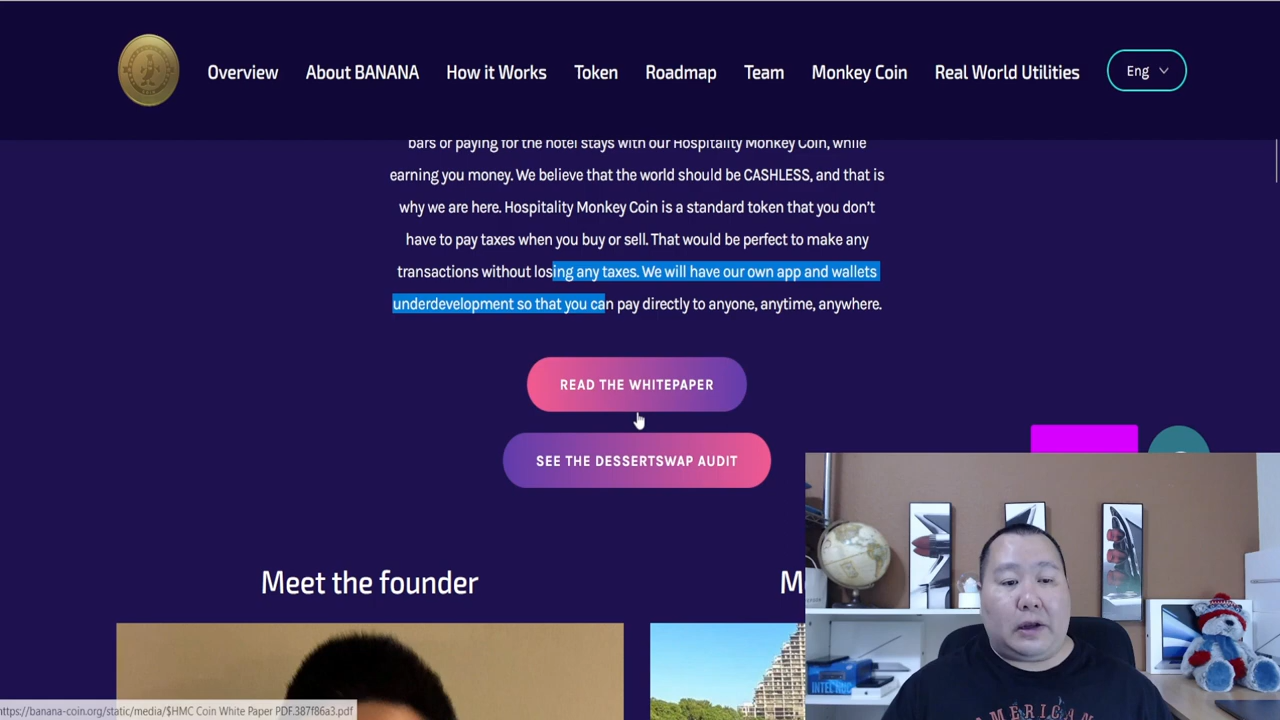 Overview About BANANA How it Works Token Roadmap Team Monkey Coin Real World Utilities Eng
bars or paying for the hotel stays with our Hospitality Monkey Coin, while
earning you money. We believe that the world should be CASHLESS, and that is
why we are here. Hospitality Monkey Coin is a standard token that you don't
have to pay taxes when you buy or sell. That would be perfect to make any
transactions without losing any taxes. We will have our own app and wallets
underdevelopment so that you can pay directly to anyone, anytime, anywhere.
READ THE WHITEPAPER
SEE THE DESSERTSWAP AUDIT
Meet the founder
INTEL NUC
AMERICAN
https://banana-coin.org/static/media/$HMC Coin White Paper PDF.387f86a3.pdf